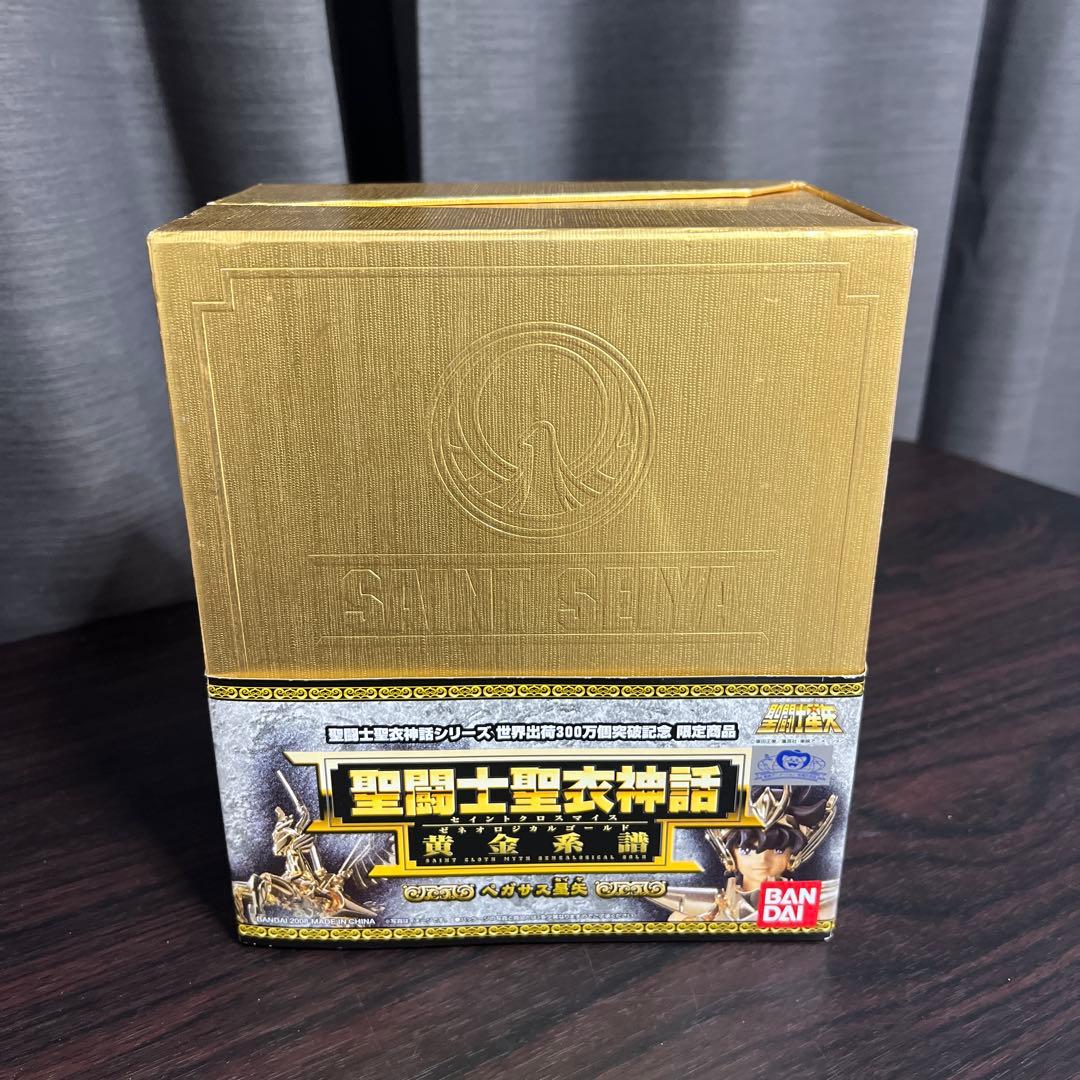 SAINT SEIYA
聖闘士聖衣神話シリーズ 世界出荷300万個突破記念 限定商品
聖闘士星矢
聖闘士聖衣神話
セイントクロスマイス
ゼネオロジカルゴールド
黄金系譜
SAINT CLOTH MYTH GENEALOGICAL GOLD
ペガサス星矢
BAN
DAI
BANDAI 2008 MADE IN CHINA